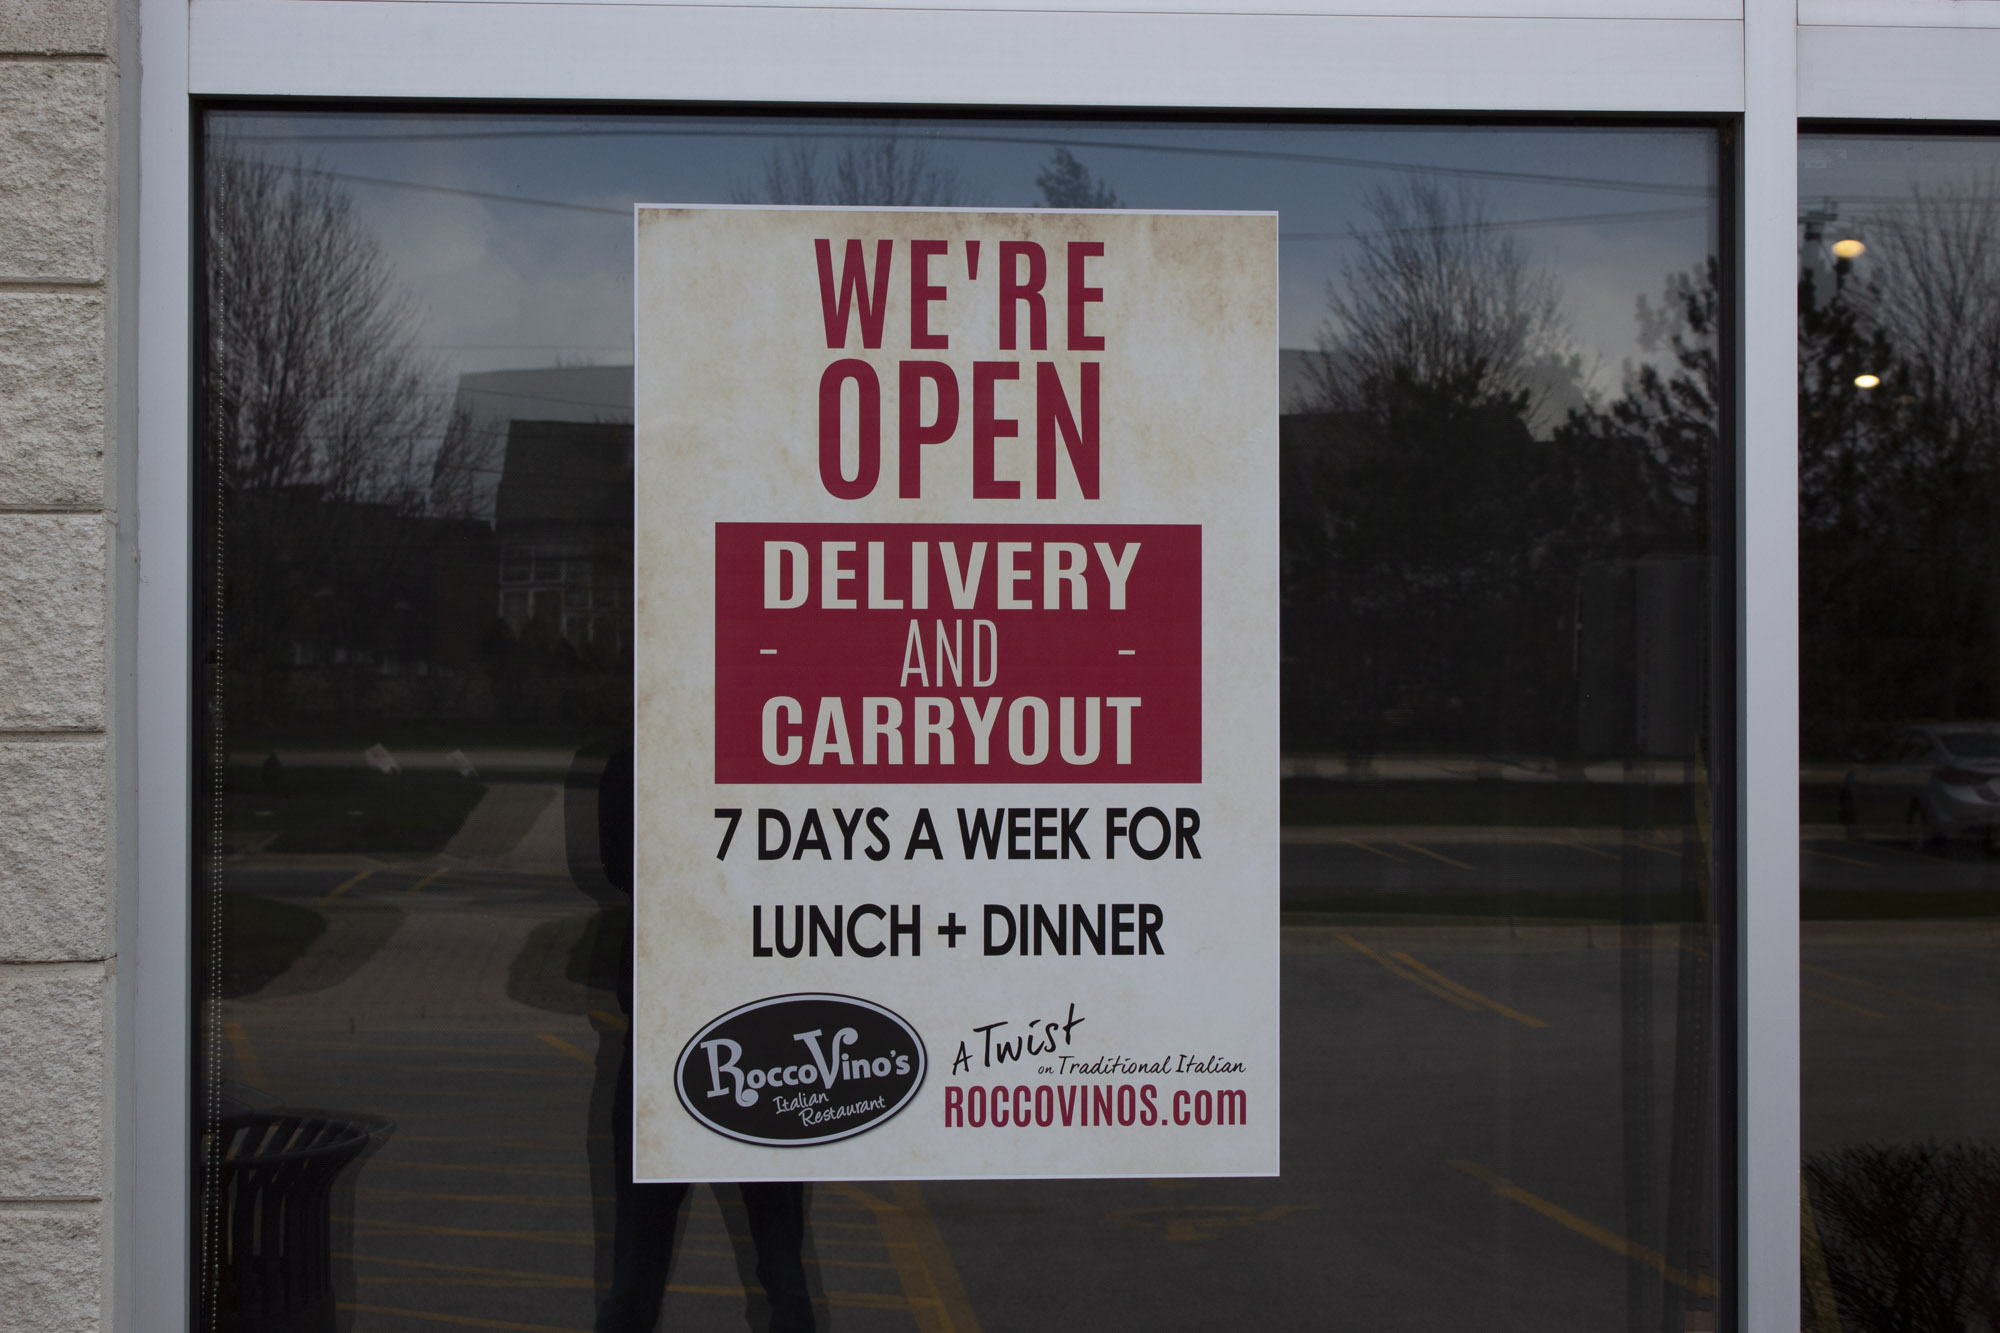 WE'RE
OPEN
DELIVERY
- AND -
CARRYOUT
7 DAYS A WEEK FOR
LUNCH + DINNER
RoccoVino's
Italian
Restaurant
A Twist
on Traditional Italian
ROCCOVINOS.com